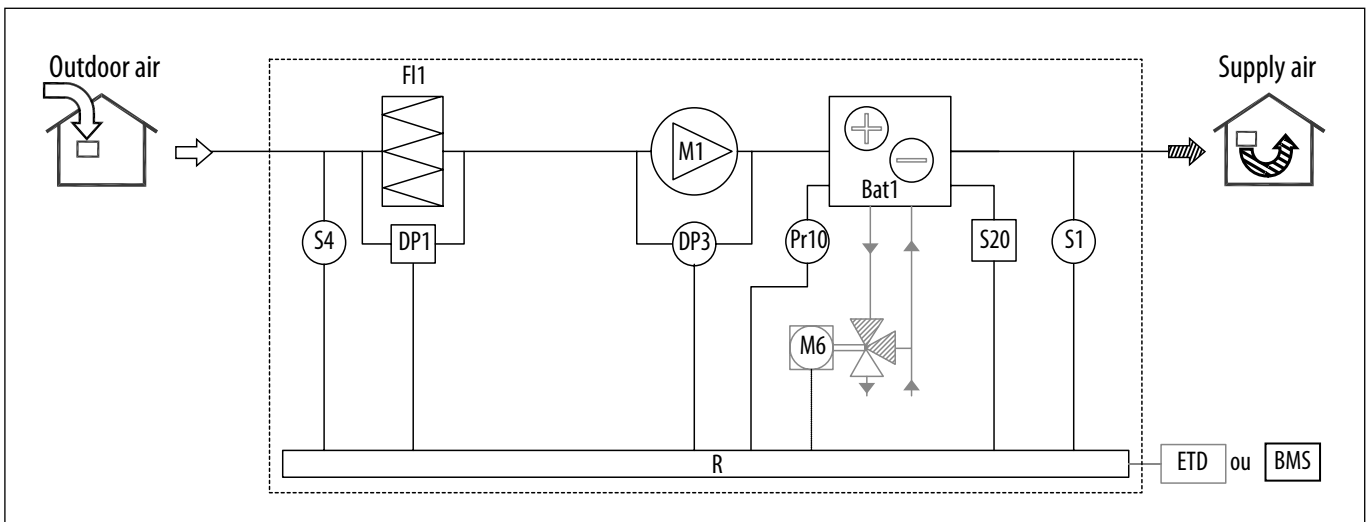 Outdoor air
Supply air
FI1
M1
Bat1
S4
DP1
DP3
Pr10
S20
S1
M6
R
ETD ou BMS